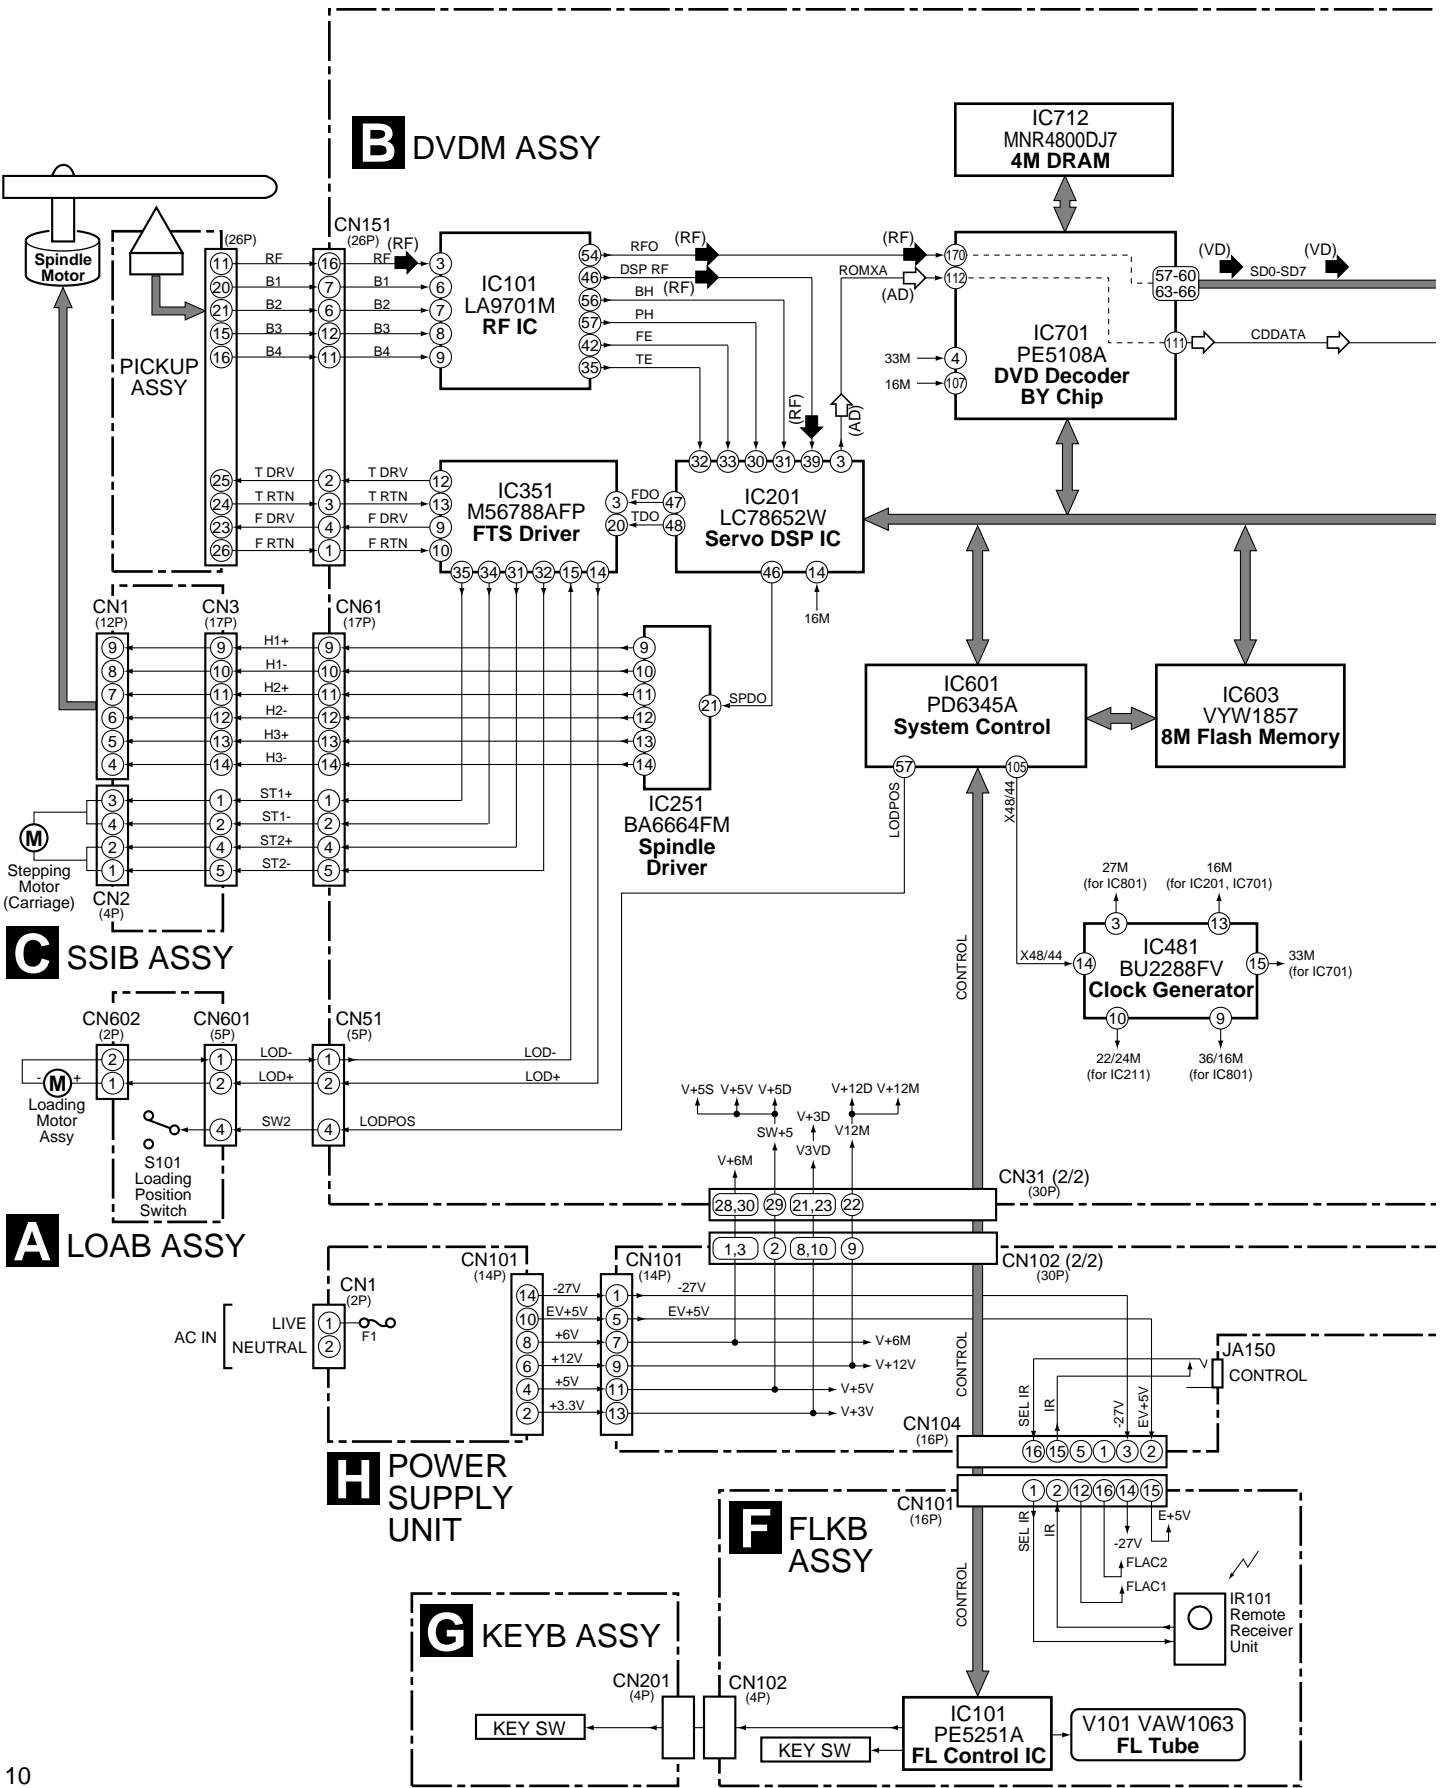 B DVDM ASSY
IC712
MNR4800DJ7
4M DRAM
Spindle
Motor
(26P)
CN151
(26P)
(RF)
11 RF 16 RF 3
20 B1 7 B1 6
21 B2 6 B2 7
15 B3 12 B3 8
16 B4 11 B4 9
PICKUP
ASSY
IC101
LA9701M
RF IC
54 RFO (RF)
46 DSP RF (RF)
56 BH
57 PH
42 FE
35 TE
(RF)
ROMXA
(AD)
(RF)
(AD)
170
112
57-60
63-66
(VD)
(VD)
SD0-SD7
IC701
PE5108A
DVD Decoder
BY Chip
111
CDDATA
33M 4
16M 107
25 T DRV 2 T DRV 12
24 T RTN 3 T RTN 13
23 F DRV 4 F DRV 9
26 F RTN 1 F RTN 10
IC351
M56788AFP
FTS Driver
3 FDO 47
20 TDO 48
35 34 31 32 15 14
32 33 30 31 39 3
IC201
LC78652W
Servo DSP IC
46 14
16M
CN1
(12P)
CN3
(17P)
CN61
(17P)
9 9 H1+ 9 9
8 10 H1- 10 10
7 11 H2+ 11 11
6 12 H2- 12 12
5 13 H3+ 13 13
4 14 H3- 14 14
21 SPDO
IC251
BA6664FM
Spindle
Driver
3 1 ST1+ 1
4 2 ST1- 2
2 4 ST2+ 4
1 5 ST2- 5
M
Stepping
Motor
(Carriage)
CN2
(4P)
C SSIB ASSY
IC601
PD6345A
System Control
57 105
LODPOS
X48/44
IC603
VYW1857
8M Flash Memory
27M
(for IC801)
16M
(for IC201, IC701)
3 13
IC481
BU2288FV
Clock Generator
X48/44 14
15 33M
(for IC701)
10 9
22/24M
(for IC211)
36/16M
(for IC801)
CONTROL
CN602
(2P)
CN601
(5P)
CN51
(5P)
2 1 LOD- 1 LOD-
1 2 LOD+ 2 LOD+
4 SW2 4 LODPOS
- M +
Loading
Motor
Assy
S101
Loading
Position
Switch
A LOAB ASSY
V+5S V+5V V+5D
V+12D V+12M
V+3D
SW+5
V12M
V3VD
V+6M
28,30 29 21,23 22
CN31 (2/2)
(30P)
1,3 2 8,10 9
CN102 (2/2)
(30P)
CN1
(2P)
CN101
(14P)
CN101
(14P)
AC IN
LIVE 1
NEUTRAL 2
F1
14 -27V 1 -27V
10 EV+5V 5 EV+5V
8 +6V 7 V+6M
6 +12V 9 V+12V
4 +5V 11 V+5V
2 +3.3V 13 V+3V
H POWER
SUPPLY
UNIT
CONTROL
JA150
CONTROL
SEL IR
IR
-27V
EV+5V
CN104
(16P)
16 15 5 1 3 2
CN101
(16P)
1 2 12 16 14 15
SEL IR
IR
E+5V
-27V
FLAC2
FLAC1
F FLKB
ASSY
CONTROL
IR101
Remote
Receiver
Unit
G KEYB ASSY
CN201
(4P)
CN102
(4P)
KEY SW
KEY SW
IC101
PE5251A
FL Control IC
V101 VAW1063
FL Tube
10